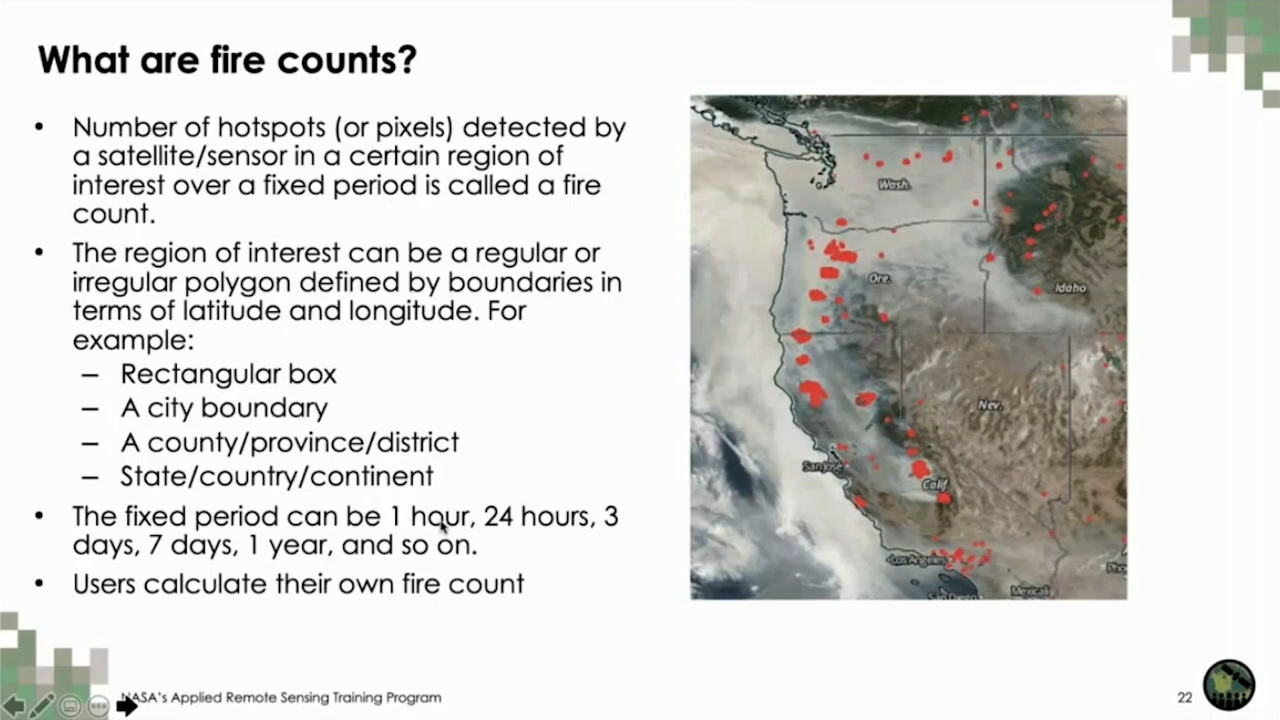 What are fire counts?
• Number of hotspots (or pixels) detected by
a satellite/sensor in a certain region of
interest over a fixed period is called a fire
count.
• The region of interest can be a regular or
irregular polygon defined by boundaries in
terms of latitude and longitude. For
example:
– Rectangular box
– A city boundary
– A county/province/district
– State/country/continent
• The fixed period can be 1 hour, 24 hours, 3
days, 7 days, 1 year, and so on.
• Users calculate their own fire count
Wash.
Ore.
Idaho
Nev.
San Jose
Calif.
Los Angeles
San Diego
Mexicali
NASA's Applied Remote Sensing Training Program
22